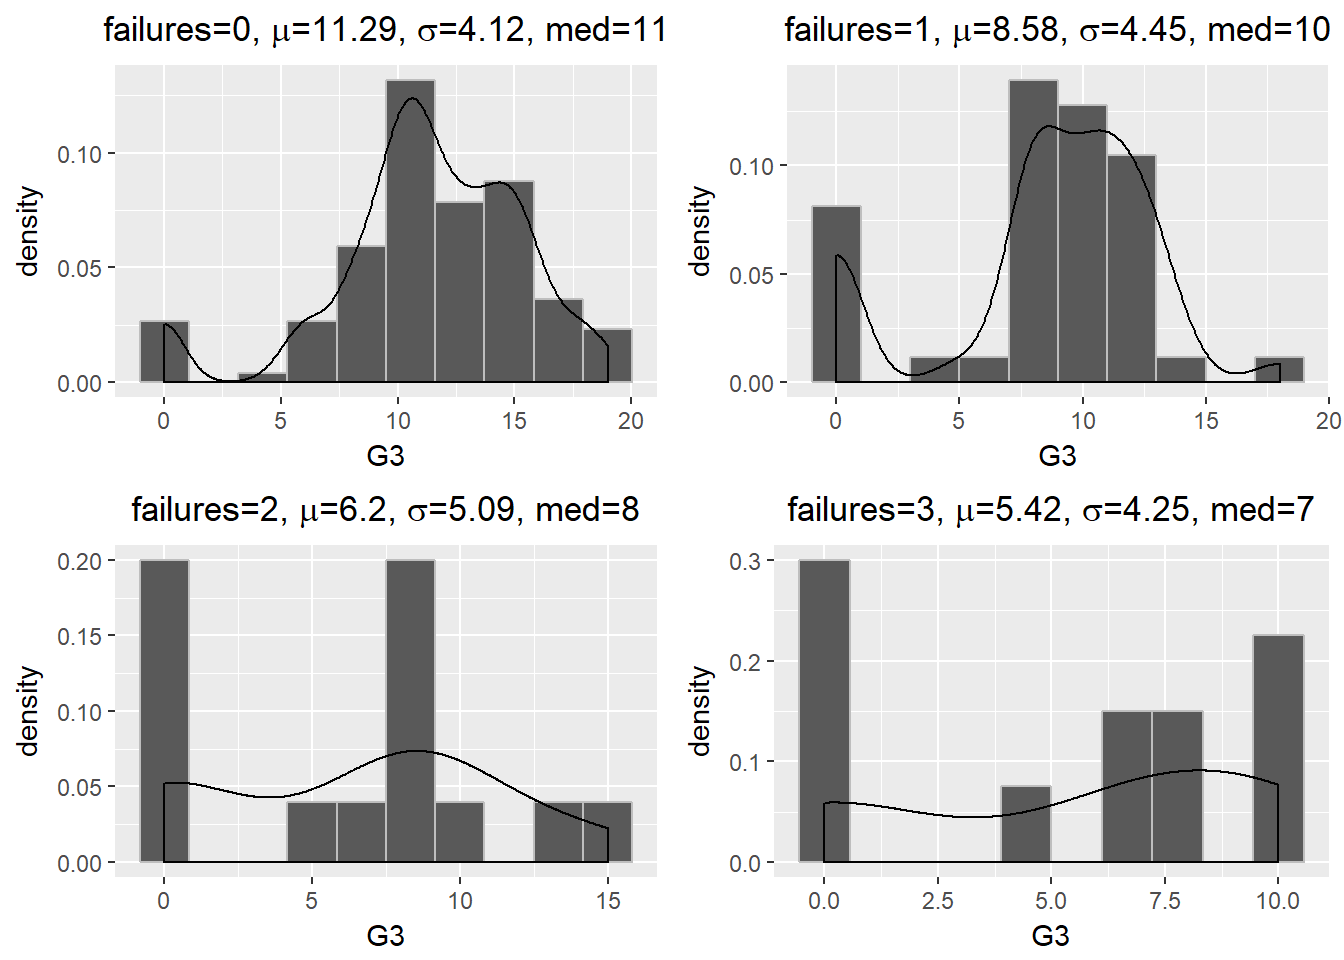 failures=0, μ=11.29, σ=4.12, med=11
density
0.10
0.05
0.00
0 5 10 15 20
G3
failures=1, μ=8.58, σ=4.45, med=10
density
0.10
0.05
0.00
0 5 10 15 20
G3
failures=2, μ=6.2, σ=5.09, med=8
density
0.20
0.15
0.10
0.05
0.00
0 5 10 15
G3
failures=3, μ=5.42, σ=4.25, med=7
density
0.3
0.2
0.1
0.0
0.0 2.5 5.0 7.5 10.0
G3